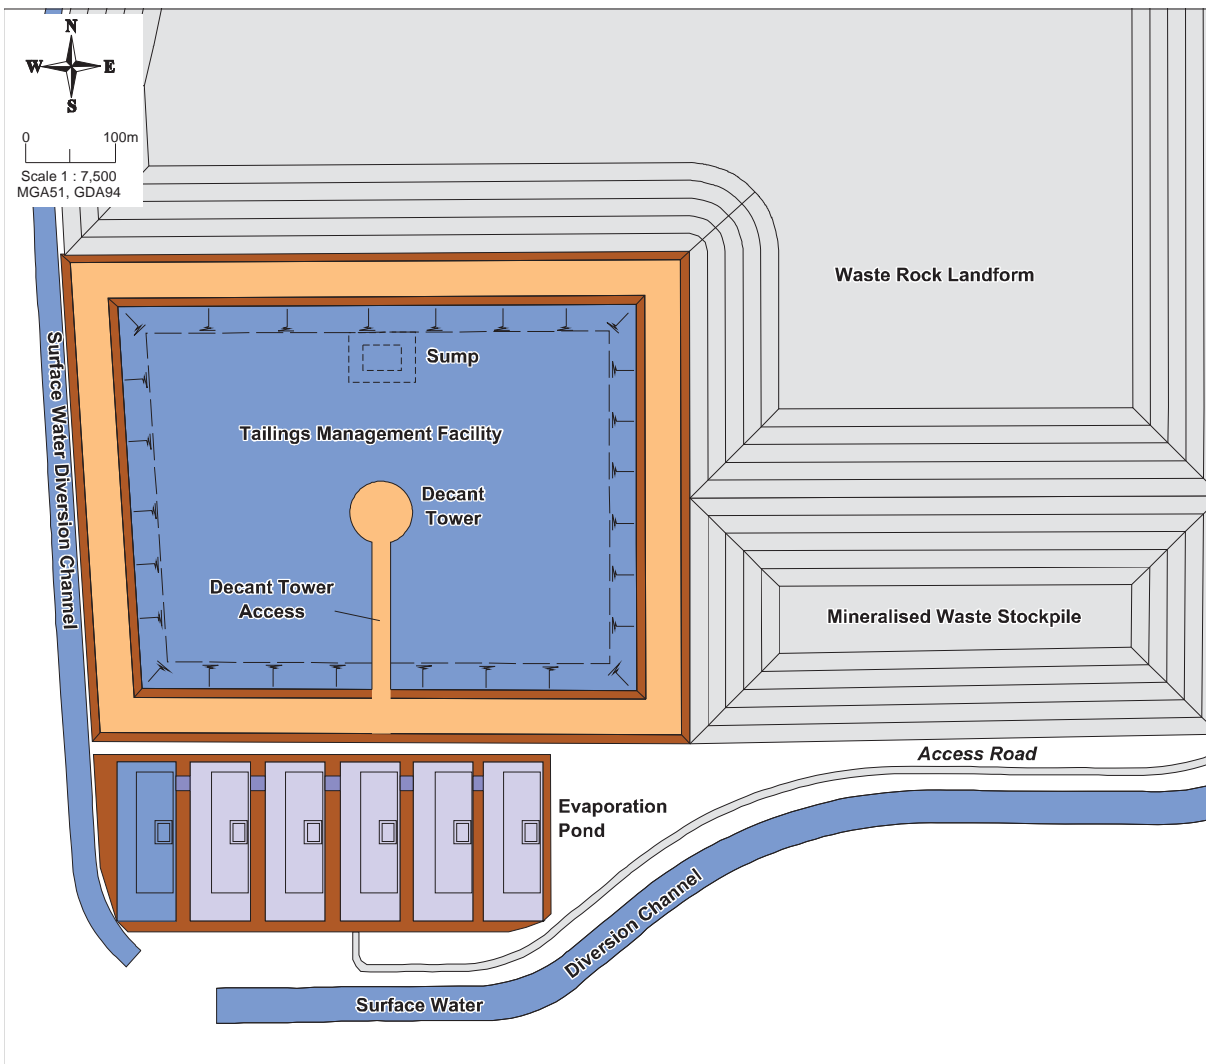 N
W E
S
0 100m
Scale 1 : 7,500
MGA51, GDA94
Waste Rock Landform
Sump
Surface Water Diversion Channel
Tailings Management Facility
Decant
Tower
Decant Tower
Access
Mineralised Waste Stockpile
Access Road
Evaporation
Pond
Diversion Channel
Surface Water